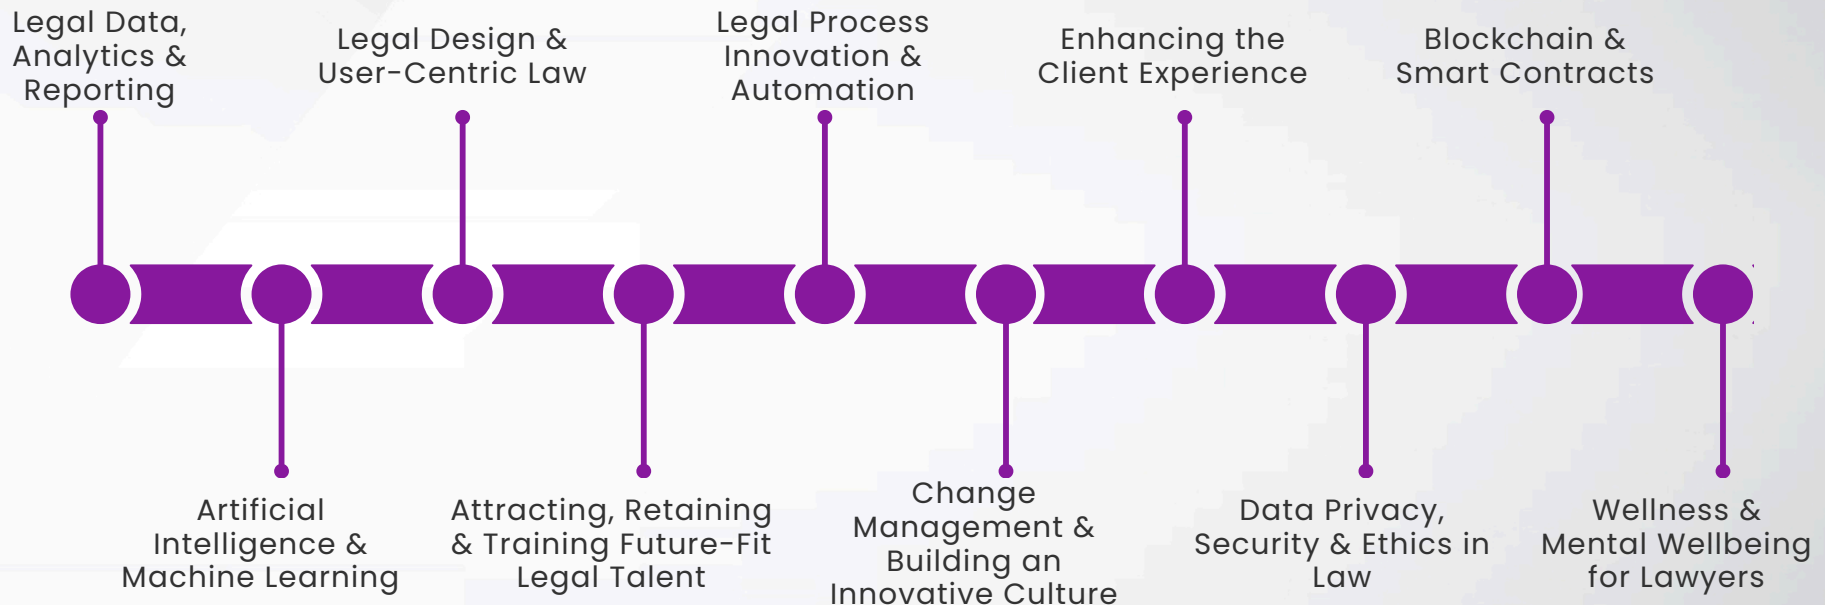 Legal Data,
Analytics &
Reporting
Legal Design &
User-Centric Law
Legal Process
Innovation &
Automation
Enhancing the
Client Experience
Blockchain &
Smart Contracts
Artificial
Intelligence &
Machine Learning
Attracting, Retaining
& Training Future-Fit
Legal Talent
Change
Management &
Building an
Innovative Culture
Data Privacy,
Security & Ethics in
Law
Wellness &
Mental Wellbeing
for Lawyers